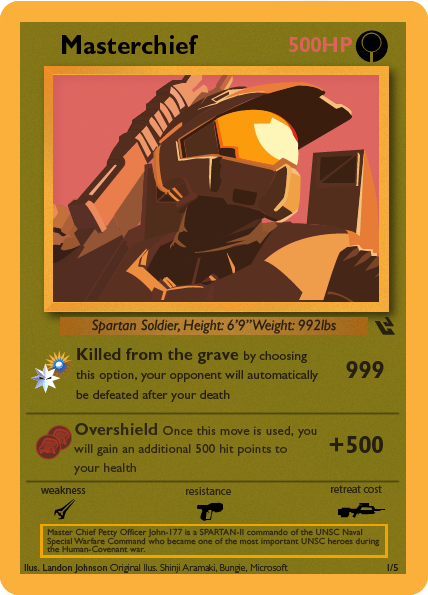 Masterchief 500HP
Spartan Soldier, Height: 6'9"Weight: 992lbs
Killed from the grave by choosing
this option, your opponent will automatically
be defeated after your death
999
Overshield Once this move is used, you
will gain an additional 500 hit points to
your health
+500
weakness resistance retreat cost
Master Chief Petty Officer John-177 is a SPARTAN-II commando of the UNSC Naval
Special Warfare Command who became one of the most important UNSC heroes during
the Human-Covenant war.
Ilus. Landon Johnson Original Ilus. Shinji Aramaki, Bungie, Microsoft 1/5